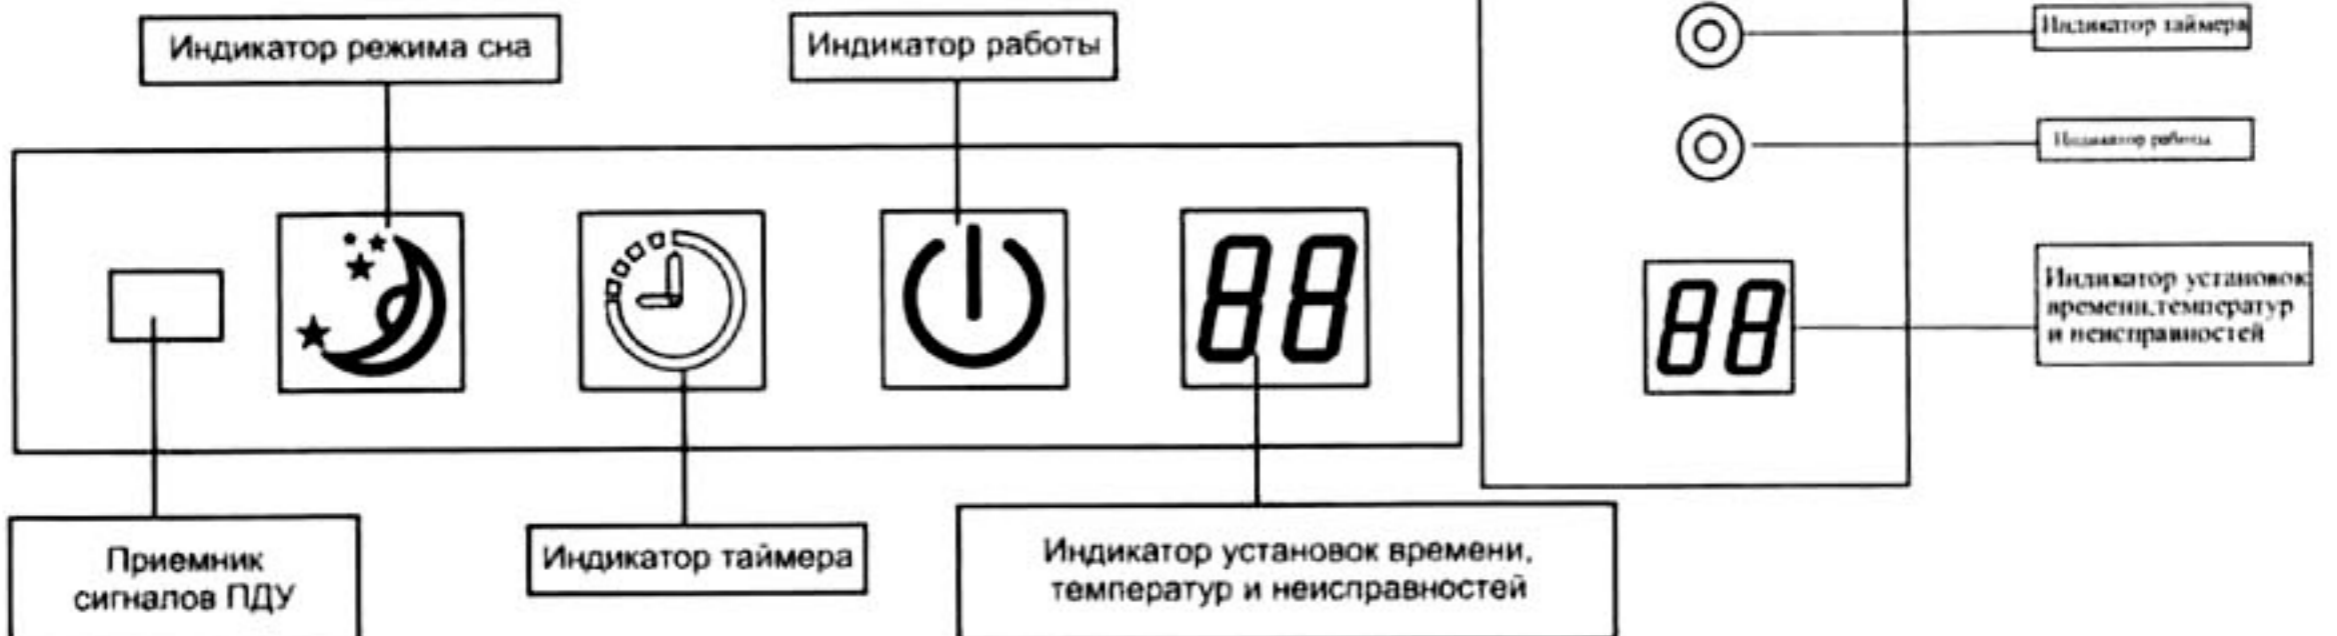 Индикатор режима сна
Индикатор работы
88
Приемник
сигналов ПДУ
Индикатор таймера
Индикатор установок времени,
температур и неисправностей
Индикатор таймера
Индикатор работы
88
Индикатор установок
времени,температур
и неисправностей